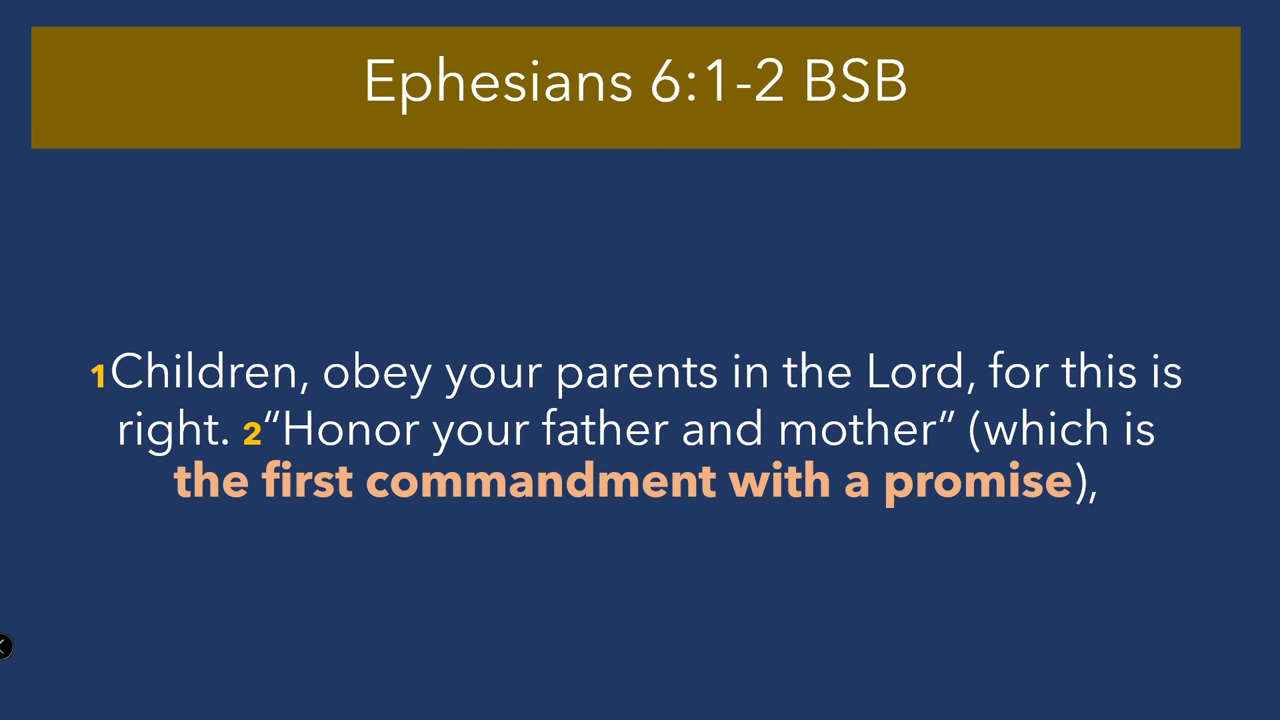 Ephesians 6:1-2 BSB
1Children, obey your parents in the Lord, for this is
right. 2“Honor your father and mother” (which is
the first commandment with a promise),